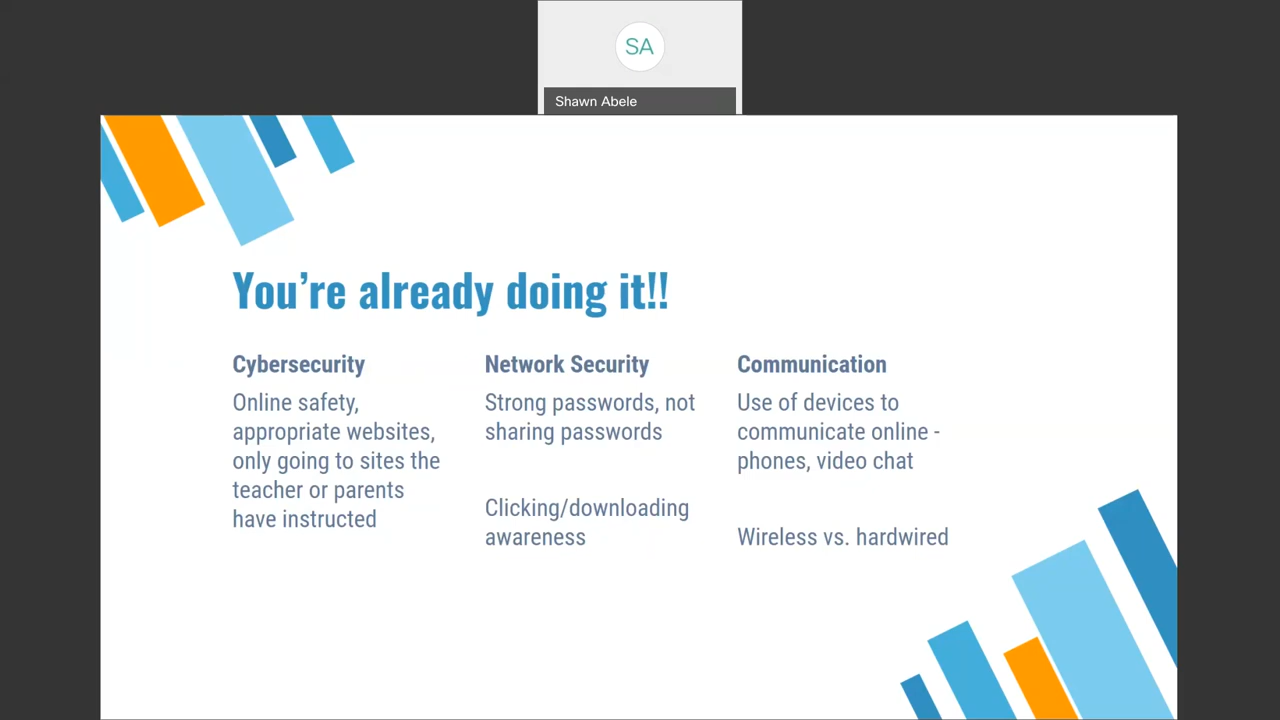 SA
Shawn Abele
You're already doing it!!
Cybersecurity
Online safety,
appropriate websites,
only going to sites the
teacher or parents
have instructed
Network Security
Strong passwords, not
sharing passwords
Clicking/downloading
awareness
Communication
Use of devices to
communicate online -
phones, video chat
Wireless vs. hardwired